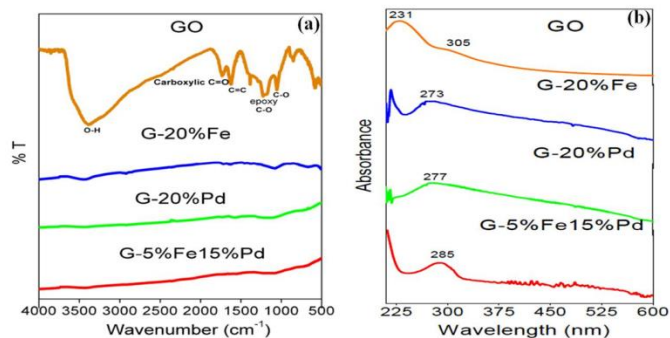 (a)
GO
Carboxylic C=O
C=C
epoxy
C-O
C-O
O-H
G-20%Fe
G-20%Pd
G-5%Fe15%Pd
% T
4000 3500 3000 2500 2000 1500 1000 500
Wavenumber (cm⁻¹)
(b)
GO
231
305
G-20%Fe
273
G-20%Pd
277
G-5%Fe15%Pd
285
Absorbance
225 300 375 450 525 600
Wavelength (nm)